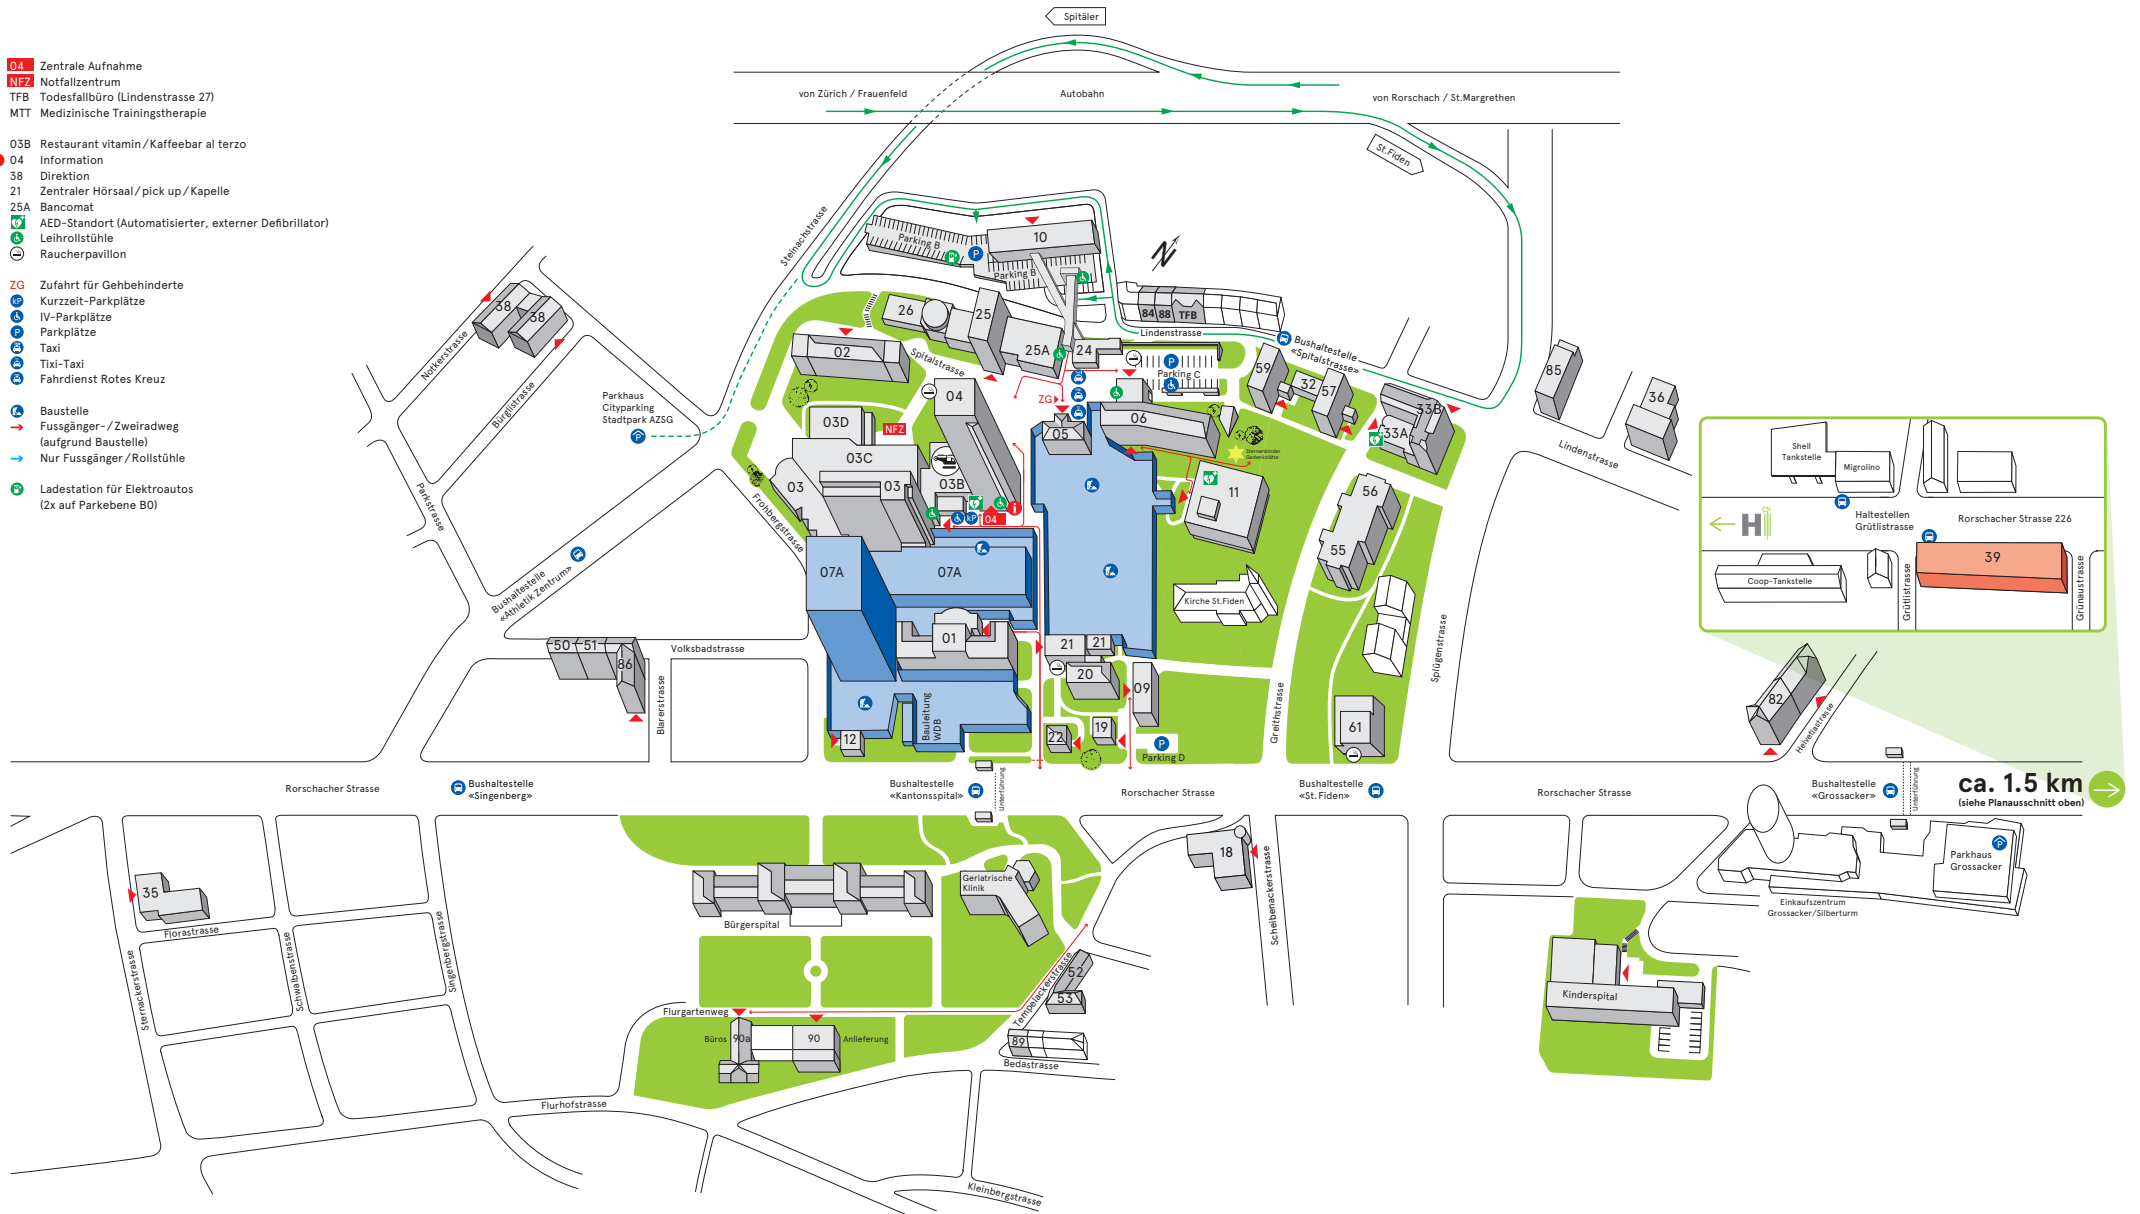 Spitäler
von Zürich / Frauenfeld
Autobahn
von Rorschach / St.Margrethen
St.Fiden
04 Zentrale Aufnahme
NFZ Notfallzentrum
TFB Todesfallbüro (Lindenstrasse 27)
MTT Medizinische Trainingstherapie
03B Restaurant vitamin / Kaffeebar al terzo
04 Information
38 Direktion
21 Zentraler Hörsaal / pick up / Kapelle
25A Bancomat
AED-Standort (Automatisierter, externer Defibrillator)
Leihrollstühle
Raucherpavillon
ZG Zufahrt für Gehbehinderte
kP Kurzzeit-Parkplätze
IV-Parkplätze
P Parkplätze
Taxi
Tixi-Taxi
Fahrdienst Rotes Kreuz
Baustelle
Fussgänger-/Zweiradweg
(aufgrund Baustelle)
Nur Fussgänger / Rollstühle
Ladestation für Elektroautos
(2x auf Parkebene B0)
Steinachstrasse
Parking B
P
10
Parking B
N
38
38
Notkerstrasse
Bürglistrasse
Parkstrasse
Parkhaus
Cityparking
Stadtpark AZSG
P
26
25
25A
24
02
Spitalstrasse
84
88
TFB
Lindenstrasse
Bushaltestelle
«Spitalstrasse»
P
Parking C
59
32
57
33B
33A
85
36
Lindenstrasse
ZG
04
05
06
03D
NFZ
03C
03
03
03B
kP
04
i
Sternenkinder
Gedenkstätte
11
56
55
Frohbergstrasse
Bushaltestelle
«Athletik Zentrum»
07A
07A
01
Kirche St.Fiden
21
21
20
09
19
22
12
Bauleitung
WDB
P
Parking D
61
Greithstrasse
Splügenstrasse
50
51
86
Volksbadstrasse
Blarerstrasse
Shell
Tankstelle
Migrolino
Haltestellen
Grütlistrasse
Rorschacher Strasse 226
H
39
Coop-Tankstelle
Grütlistrasse
Grünaustrasse
82
Helvetiastrasse
Rorschacher Strasse
Bushaltestelle
«Singenberg»
Bushaltestelle
«Kantonsspital»
Unterführung
Rorschacher Strasse
Bushaltestelle
«St. Fiden»
Rorschacher Strasse
Bushaltestelle
«Grossacker»
Unterführung
ca. 1.5 km
(siehe Planausschnitt oben)
35
Florastrasse
Sternackerstrasse
Schwalbenstrasse
Singenbergstrasse
Bürgerspital
Geriatrische
Klinik
18
Scheibenackerstrasse
Parkhaus
Grossacker
P
Einkaufszentrum
Grossacker/Silberturm
Kinderspital
52
53
Tempelackerstrasse
Flurgartenweg
Büros
90a
90
Anlieferung
89
Bedastrasse
Flurhofstrasse
Kleinbergstrasse